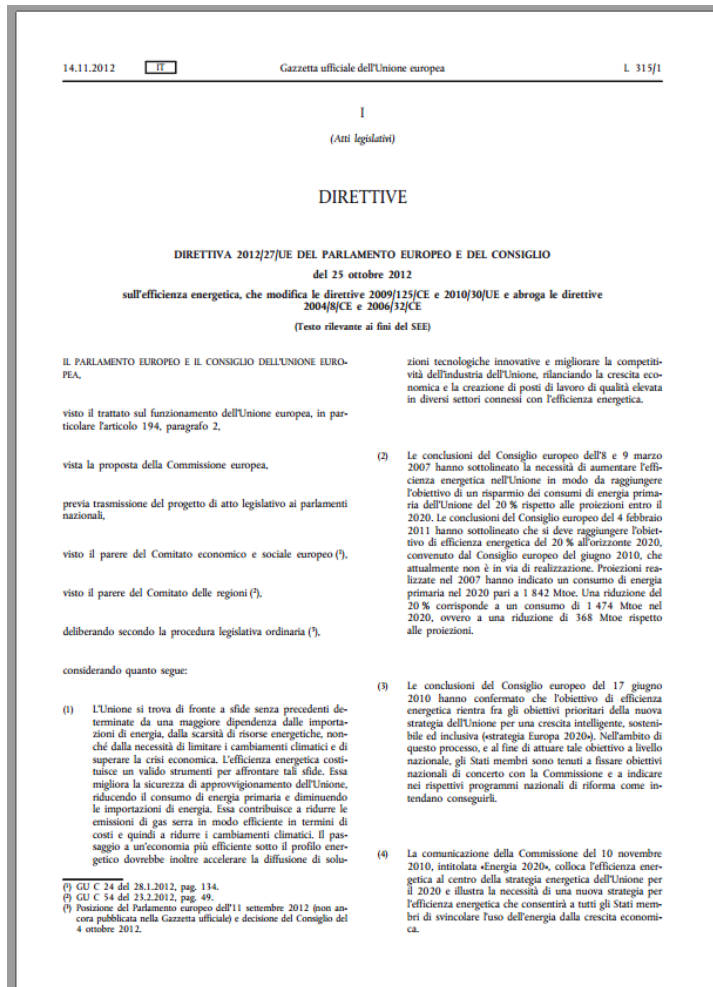 14.11.2012
IT
Gazzetta ufficiale dell'Unione europea
L 315/1
I
(Atti legislativi)
DIRETTIVE
DIRETTIVA 2012/27/UE DEL PARLAMENTO EUROPEO E DEL CONSIGLIO
del 25 ottobre 2012
sull'efficienza energetica, che modifica le direttive 2009/125/CE e 2010/30/UE e abroga le direttive
2004/8/CE e 2006/32/CE
(Testo rilevante ai fini del SEE)
IL PARLAMENTO EUROPEO E IL CONSIGLIO DELL'UNIONE EURO-
PEA,
visto il trattato sul funzionamento dell'Unione europea, in par-
ticolare l'articolo 194, paragrafo 2,
vista la proposta della Commissione europea,
previa trasmissione del progetto di atto legislativo ai parlamenti
nazionali,
visto il parere del Comitato economico e sociale europeo (¹),
visto il parere del Comitato delle regioni (²),
deliberando secondo la procedura legislativa ordinaria (³),
considerando quanto segue:
(1) L'Unione si trova di fronte a sfide senza precedenti de-
terminate da una maggiore dipendenza dalle importa-
zioni di energia, dalla scarsità di risorse energetiche, non-
ché dalla necessità di limitare i cambiamenti climatici e di
superare la crisi economica. L'efficienza energetica costi-
tuisce un valido strumento per affrontare tali sfide. Essa
migliora la sicurezza di approvvigionamento dell'Unione,
riducendo il consumo di energia primaria e diminuendo
le importazioni di energia. Essa contribuisce a ridurre le
emissioni di gas serra in modo efficiente in termini di
costi e quindi a ridurre i cambiamenti climatici. Il pas-
saggio a un'economia più efficiente sotto il profilo ener-
getico dovrebbe inoltre accelerare la diffusione di solu-
(¹) GU C 24 del 28.1.2012, pag. 134.
(²) GU C 54 del 23.2.2012, pag. 49.
(³) Posizione del Parlamento europeo dell'11 settembre 2012 (non an-
cora pubblicata nella Gazzetta ufficiale) e decisione del Consiglio del
4 ottobre 2012.
zioni tecnologiche innovative e migliorare la competiti-
vità dell'industria dell'Unione, rilanciando la crescita eco-
nomica e la creazione di posti di lavoro di qualità elevata
in diversi settori connessi con l'efficienza energetica.
(2) Le conclusioni del Consiglio europeo dell'8 e 9 marzo
2007 hanno sottolineato la necessità di aumentare l'effi-
cienza energetica nell'Unione in modo da raggiungere
l'obiettivo di un risparmio dei consumi di energia prima-
ria dell'Unione del 20 % rispetto alle proiezioni entro il
2020. Le conclusioni del Consiglio europeo del 4 febbraio
2011 hanno sottolineato che si deve raggiungere l'obiet-
tivo di efficienza energetica del 20 % all'orizzonte 2020,
convenuto dal Consiglio europeo del giugno 2010, che
attualmente non è in via di realizzazione. Proiezioni rea-
lizzate nel 2007 hanno indicato un consumo di energia
primaria nel 2020 pari a 1 842 Mtoe. Una riduzione del
20 % corrisponde a un consumo di 1 474 Mtoe nel
2020, ovvero a una riduzione di 368 Mtoe rispetto
alle proiezioni.
(3) Le conclusioni del Consiglio europeo del 17 giugno
2010 hanno confermato che l'obiettivo di efficienza
energetica rientra fra gli obiettivi prioritari della nuova
strategia dell'Unione per una crescita intelligente, sosteni-
bile ed inclusiva («strategia Europa 2020»). Nell'ambito di
questo processo, e al fine di attuare tale obiettivo a livello
nazionale, gli Stati membri sono tenuti a fissare obiettivi
nazionali di concerto con la Commissione e a indicare
nei rispettivi programmi nazionali di riforma come in-
tendano conseguirli.
(4) La comunicazione della Commissione del 10 novembre
2010, intitolata «Energia 2020», colloca l'efficienza ener-
getica al centro della strategia energetica dell'Unione per
il 2020 e illustra la necessità di una nuova strategia per
l'efficienza energetica che consentirà a tutti gli Stati mem-
bri di svincolare l'uso dell'energia dalla crescita economi-
ca.